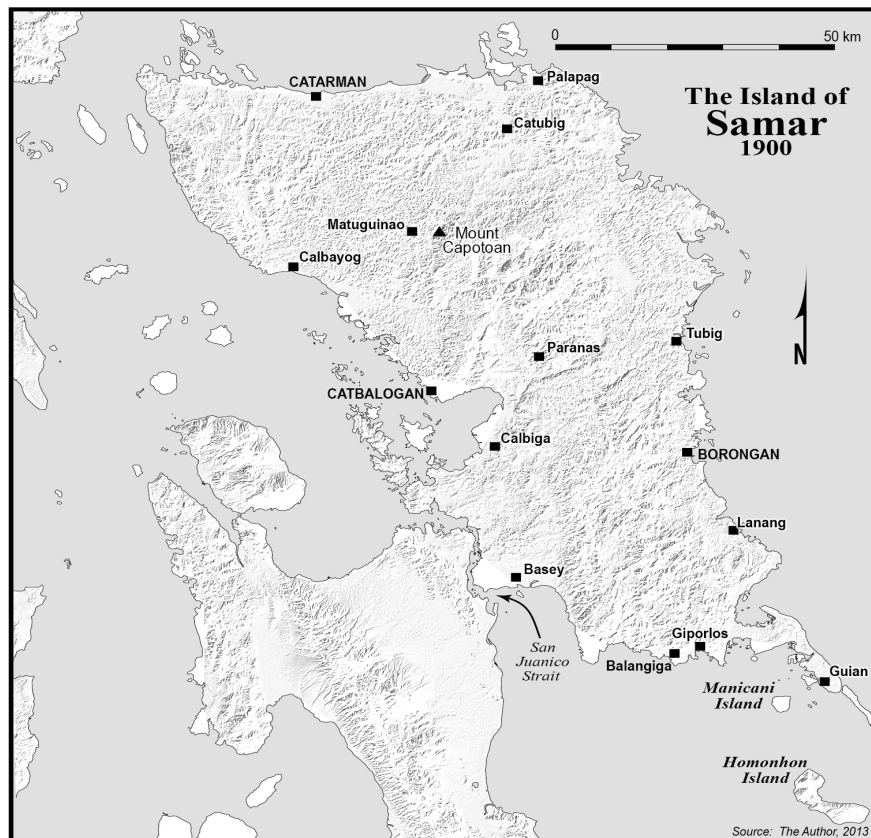 0 50 km
Palapag
CATARMAN
The Island of
Samar
1900
Catubig
Matuguinao
Mount
Capotoan
Calbayog
Tubig
Paranas
N
CATBALOGAN
Calbiga
BORONGAN
Lanang
Basey
San
Juanico
Strait
Giporlos
Balangiga
Guian
Manicani
Island
Homonhon
Island
Source: The Author, 2013